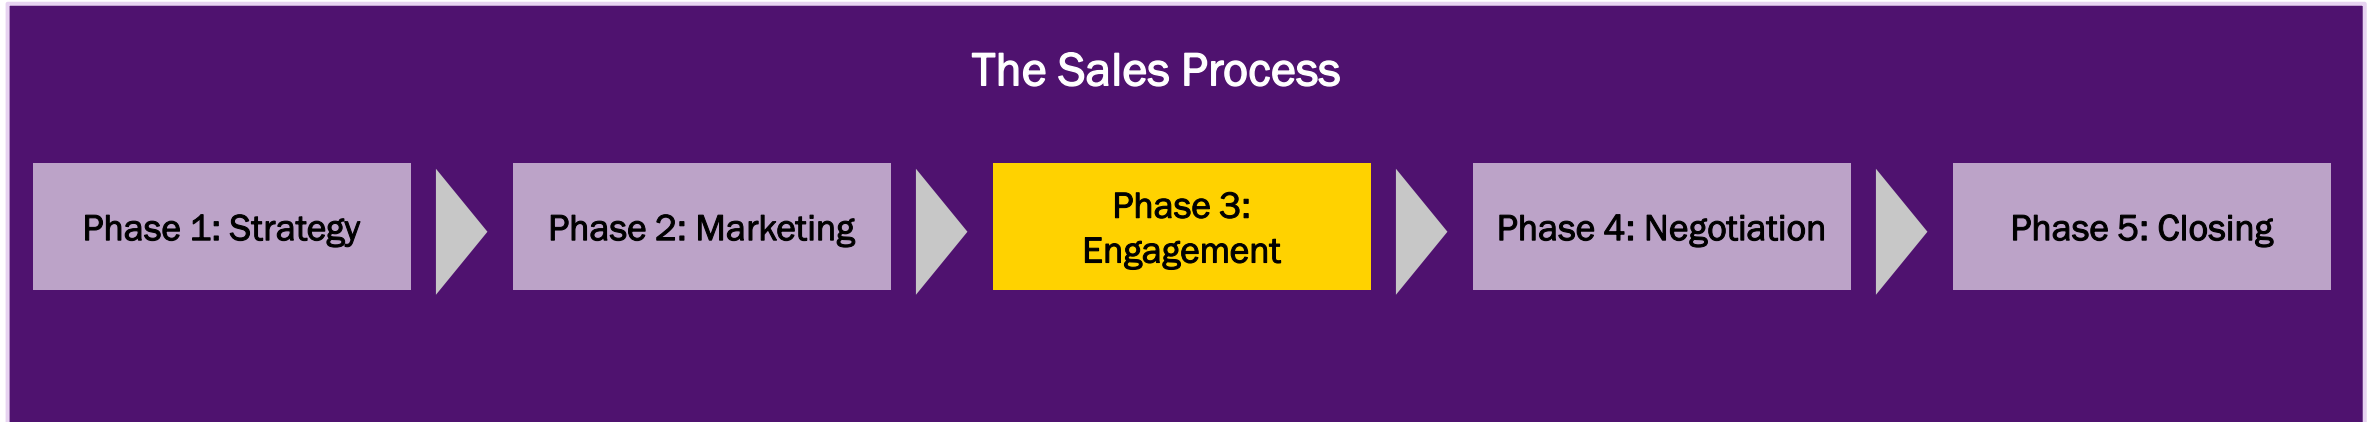 The Sales Process
Phase 1: Strategy
Phase 2: Marketing
Phase 3:
Engagement
Phase 4: Negotiation
Phase 5: Closing